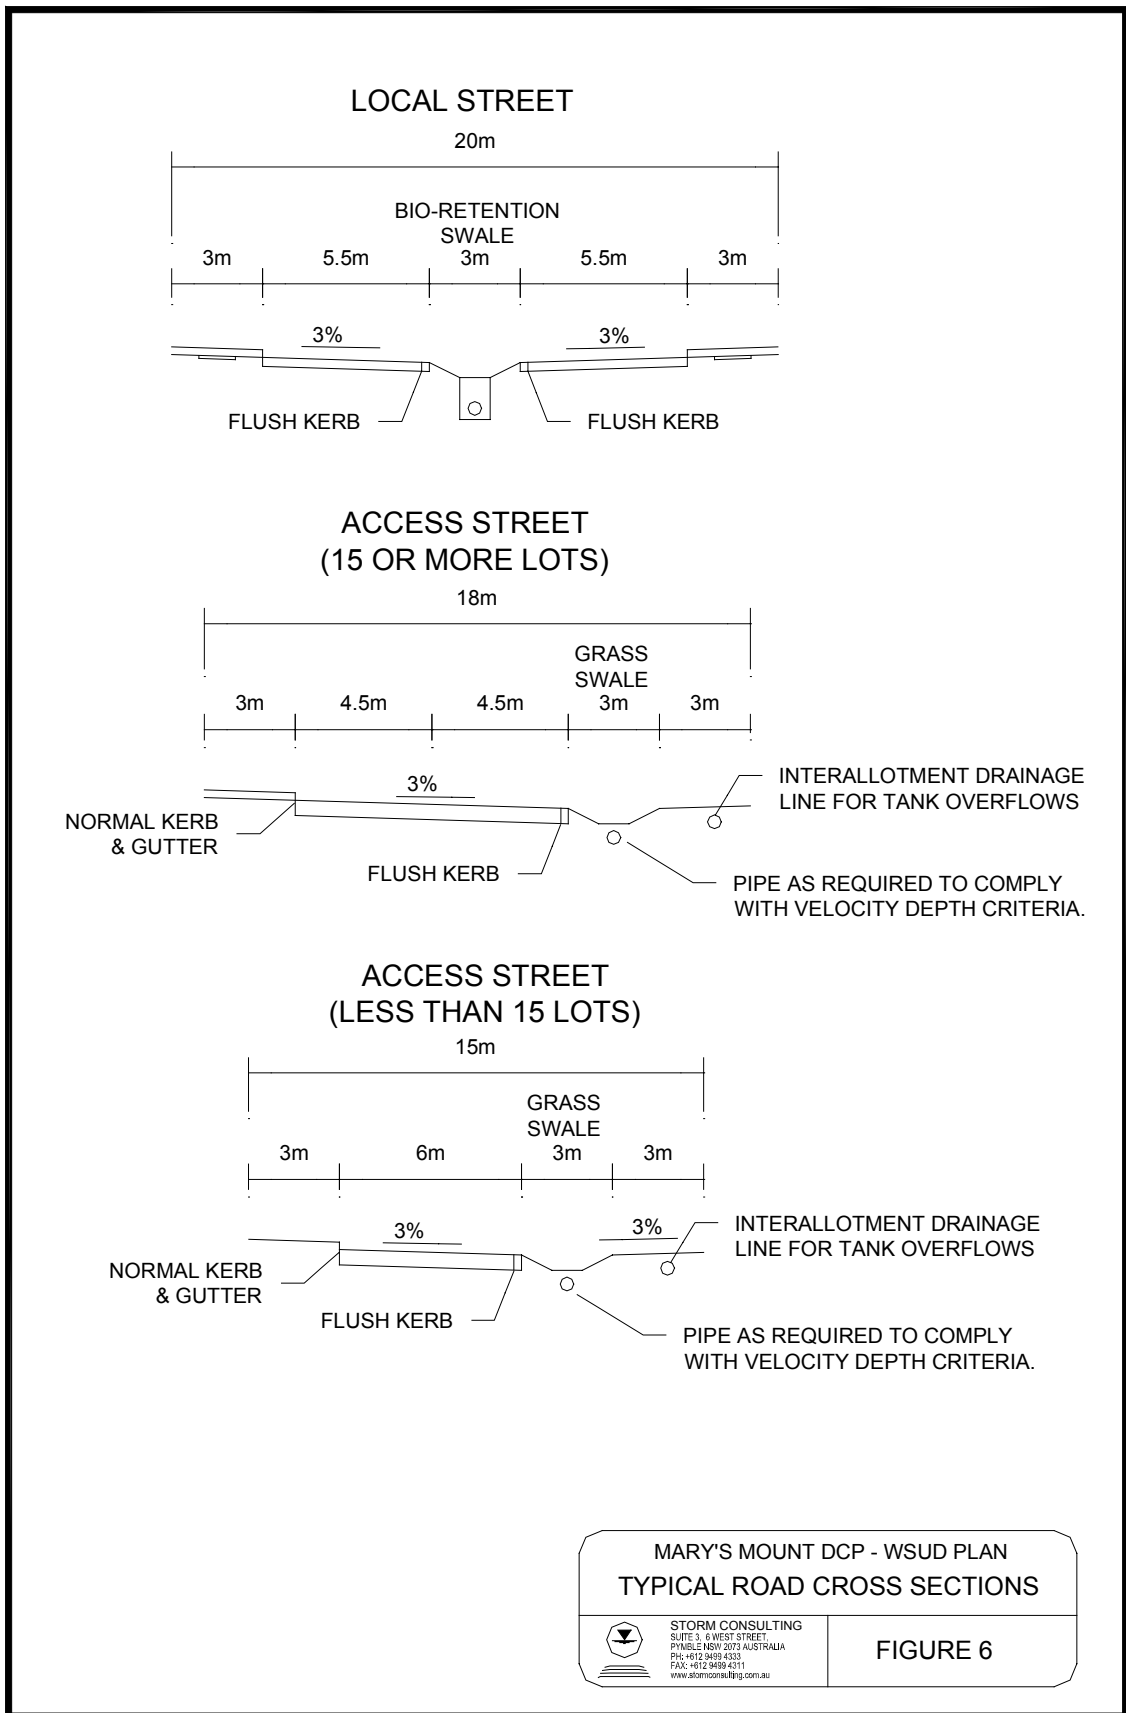 LOCAL STREET
20m
BIO-RETENTION
SWALE
3m 5.5m 3m 5.5m 3m
3% 3%
FLUSH KERB FLUSH KERB
ACCESS STREET
(15 OR MORE LOTS)
18m
GRASS
SWALE
3m 4.5m 4.5m 3m 3m
3%
INTERALLOTMENT DRAINAGE
LINE FOR TANK OVERFLOWS
NORMAL KERB
& GUTTER
FLUSH KERB
PIPE AS REQUIRED TO COMPLY
WITH VELOCITY DEPTH CRITERIA.
ACCESS STREET
(LESS THAN 15 LOTS)
15m
GRASS
SWALE
3m 6m 3m 3m
3% 3%
INTERALLOTMENT DRAINAGE
LINE FOR TANK OVERFLOWS
NORMAL KERB
& GUTTER
FLUSH KERB
PIPE AS REQUIRED TO COMPLY
WITH VELOCITY DEPTH CRITERIA.
MARY'S MOUNT DCP - WSUD PLAN
TYPICAL ROAD CROSS SECTIONS
STORM CONSULTING
SUITE 3, 6 WEST STREET,
PYMBLE NSW 2073 AUSTRALIA
PH: +612 9499 4333
FAX: +612 9499 4311
www.stormconsulting.com.au
FIGURE 6